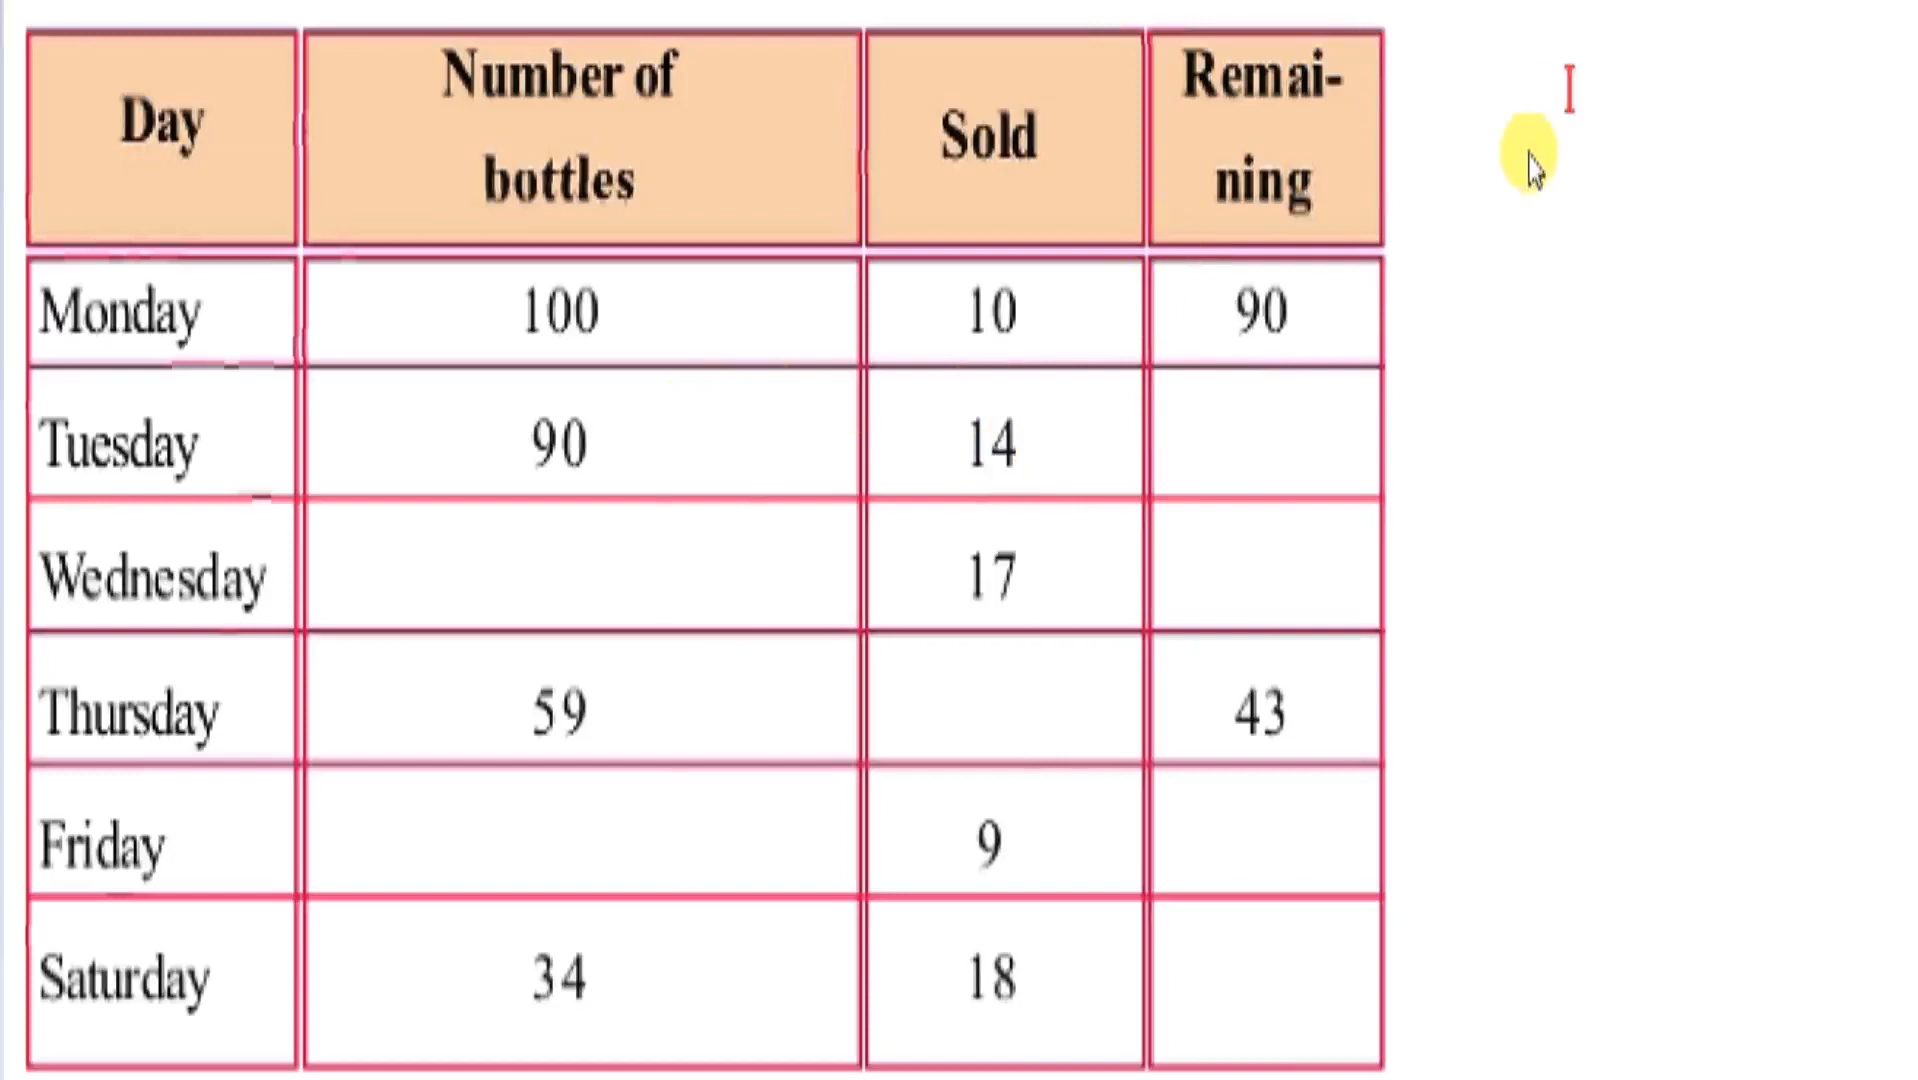 Day Number of bottles Sold Remai-ning
Monday 100 10 90
Tuesday 90 14
Wednesday 17
Thursday 59 43
Friday 9
Saturday 34 18